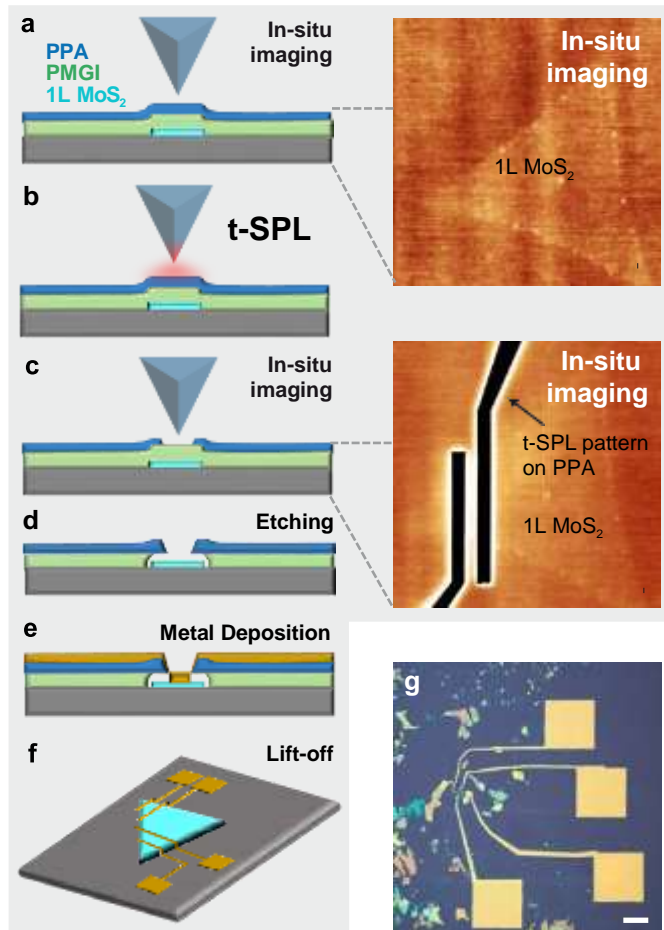 a
PPA
PMGI
1L MoS₂
In-situ
imaging
In-situ
imaging
1L MoS₂
b
t-SPL
c
In-situ
imaging
In-situ
imaging
t-SPL pattern
on PPA
1L MoS₂
d
Etching
e
Metal Deposition
f
Lift-off
g